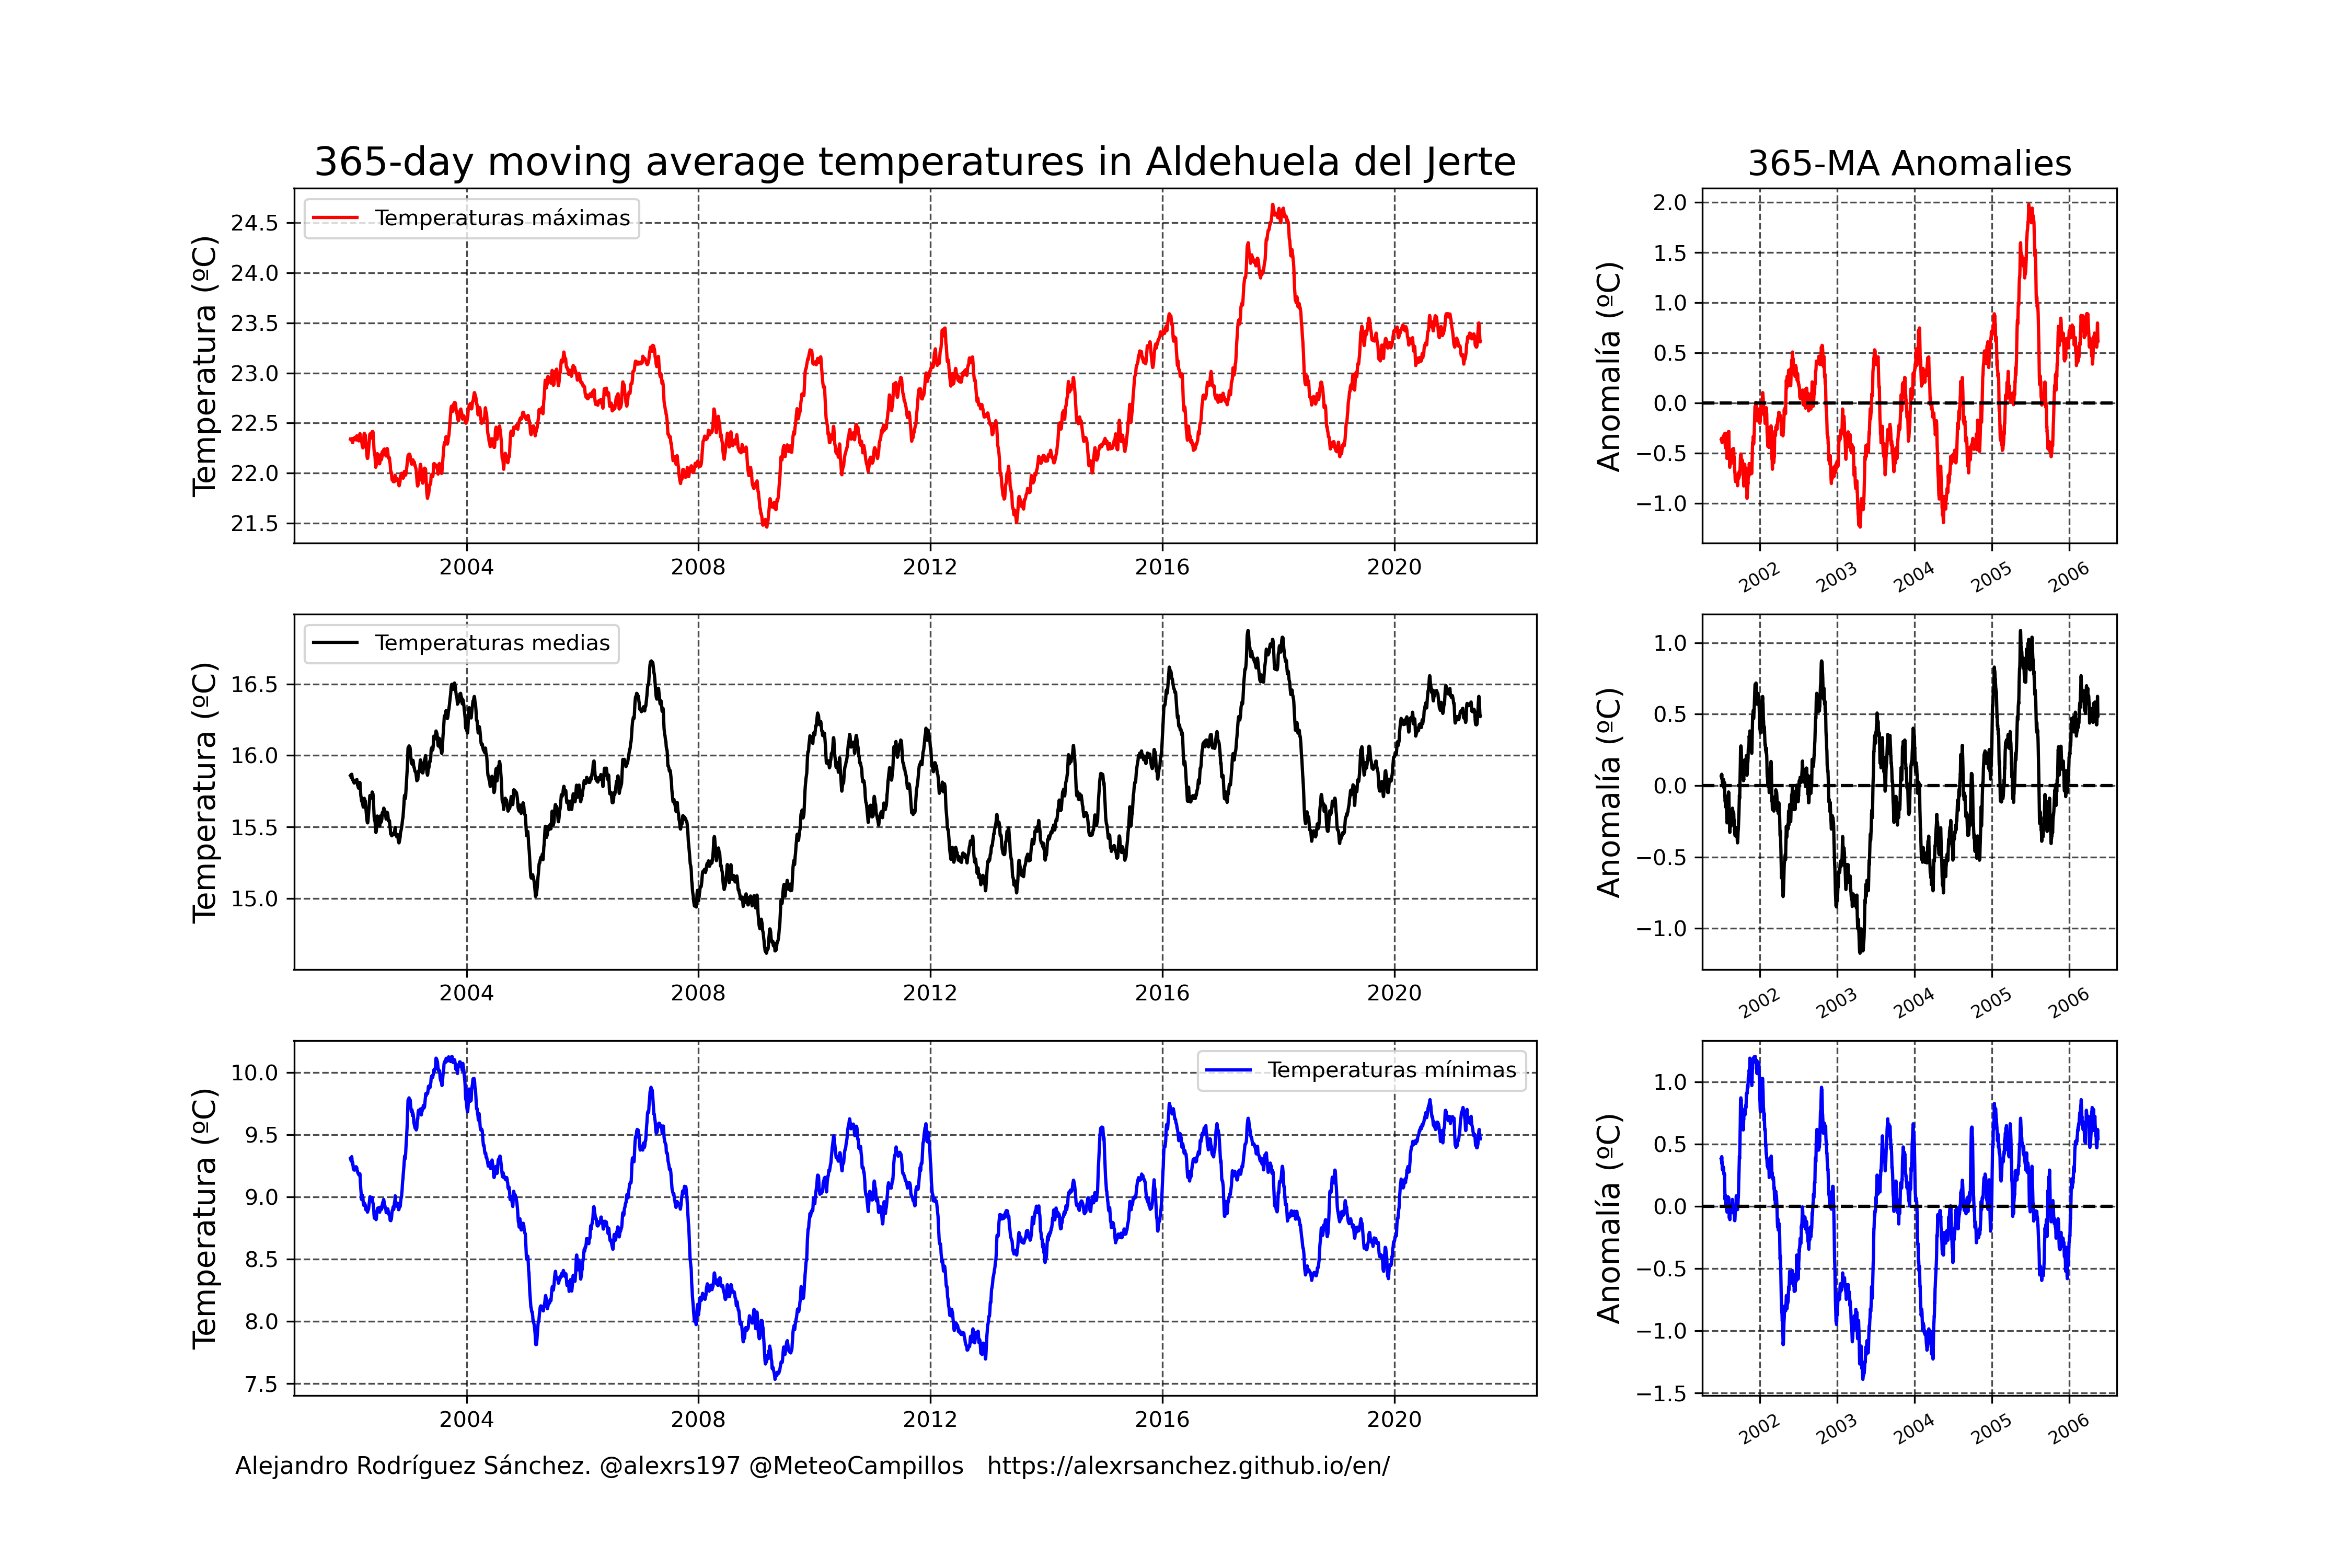 365-day moving average temperatures in Aldehuela del Jerte
365-MA Anomalies
Temperatura (ºC)
24.5
24.0
23.5
23.0
22.5
22.0
21.5
Temperaturas máximas
2004 2008 2012 2016 2020
Anomalía (ºC)
2.0
1.5
1.0
0.5
0.0
−0.5
−1.0
2002 2003 2004 2005 2006
Temperatura (ºC)
16.5
16.0
15.5
15.0
Temperaturas medias
2004 2008 2012 2016 2020
Anomalía (ºC)
1.0
0.5
0.0
−0.5
−1.0
2002 2003 2004 2005 2006
Temperatura (ºC)
10.0
9.5
9.0
8.5
8.0
7.5
Temperaturas mínimas
2004 2008 2012 2016 2020
Anomalía (ºC)
1.0
0.5
0.0
−0.5
−1.0
−1.5
2002 2003 2004 2005 2006
Alejandro Rodríguez Sánchez. @alexrs197 @MeteoCampillos https://alexrsanchez.github.io/en/